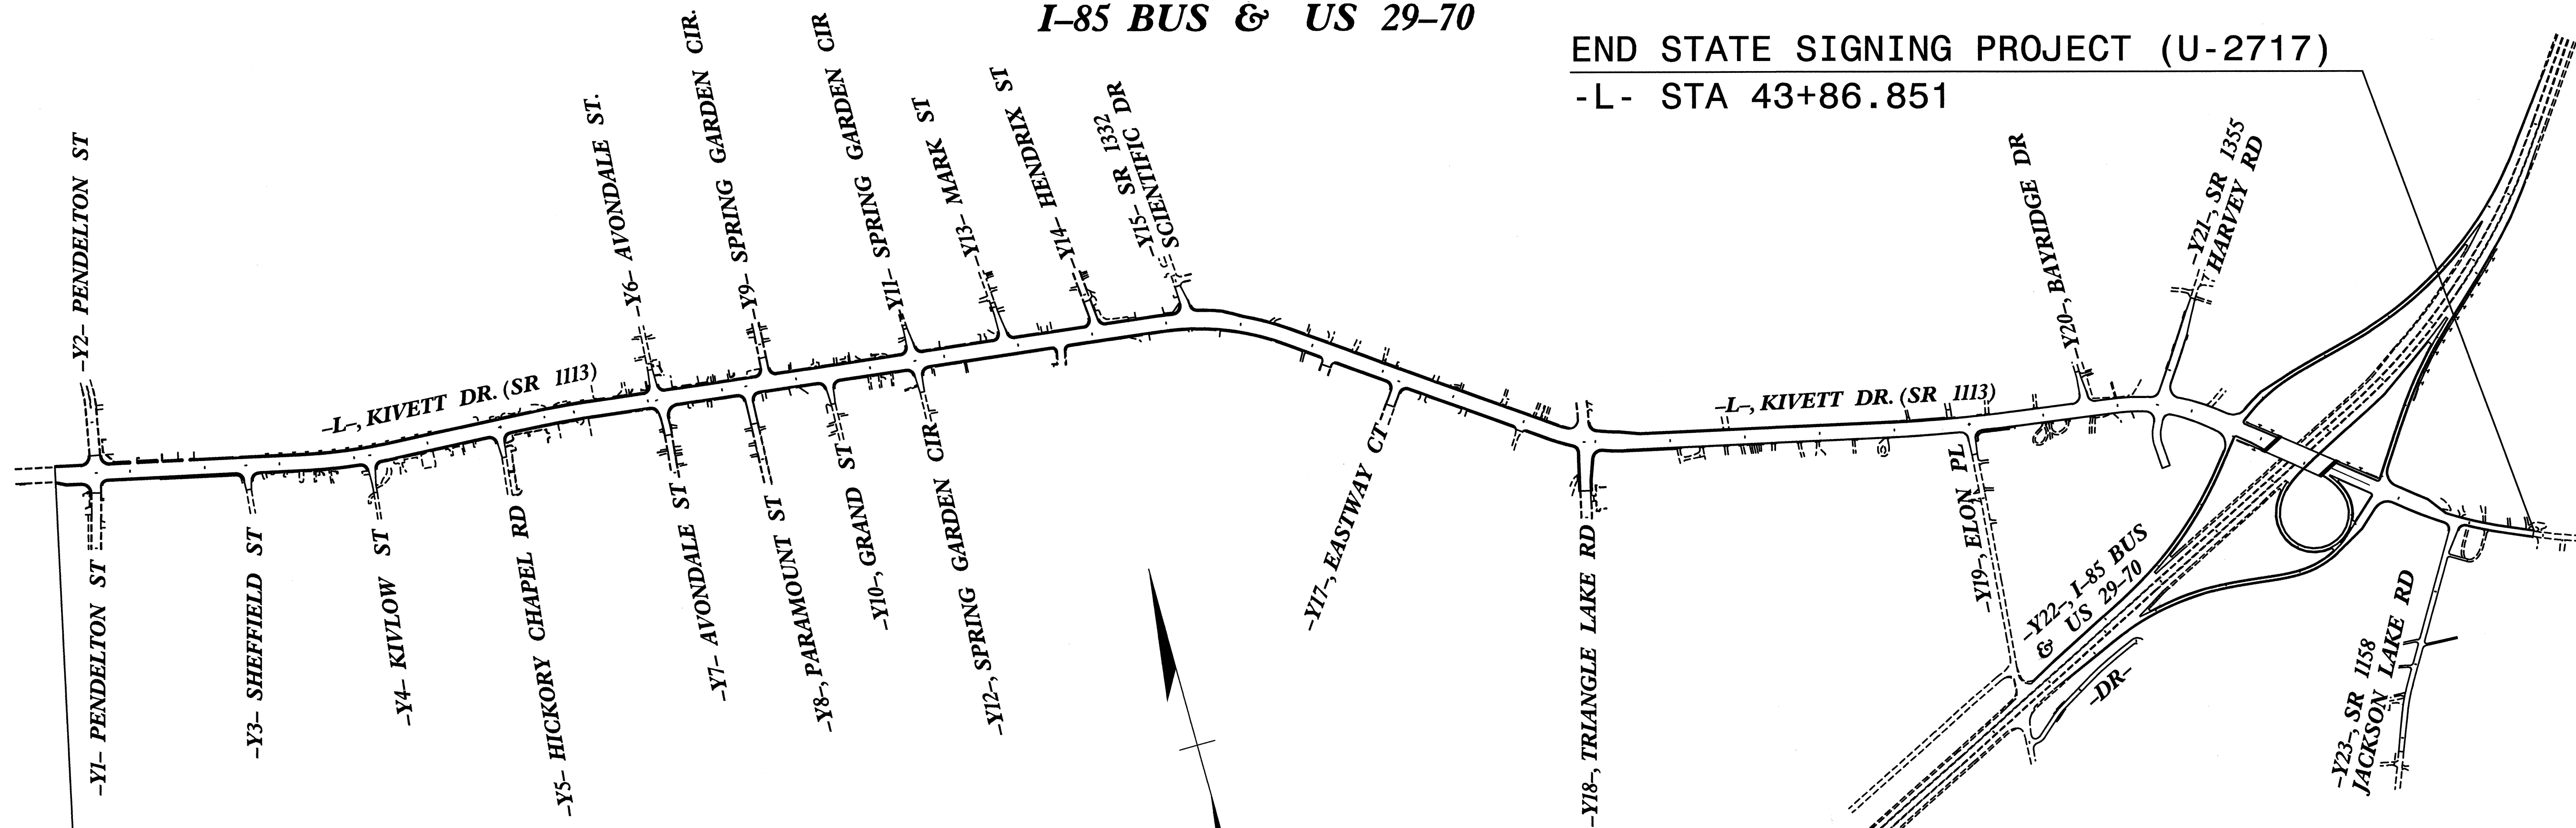 I–85 BUS & US 29–70
END STATE SIGNING PROJECT (U-2717)
-L- STA 43+86.851
–Y2– PENDELTON ST
–Y6– AVONDALE ST.
–Y9– SPRING GARDEN CIR.
–Y11– SPRING GARDEN CIR
–Y13– MARK ST
–Y14– HENDRIX ST
–Y15– SR 1332
SCIENTIFIC DR
–Y20–, BAYRIDGE DR
–Y21–, SR 1355
HARVEY RD
–L–, KIVETT DR. (SR 1113)
–L–, KIVETT DR. (SR 1113)
–Y1– PENDELTON ST
–Y3– SHEFFIELD ST
–Y4– KIVLOW ST
–Y5– HICKORY CHAPEL RD
–Y7– AVONDALE ST
–Y8–, PARAMOUNT ST
–Y10–, GRAND ST
–Y12–, SPRING GARDEN CIR
–Y17–, EASTWAY CT
–Y18–, TRIANGLE LAKE RD
–Y19–, ELON PL
–Y22–, I–85 BUS
& US 29–70
–DR–
–Y23–, SR 1158
JACKSON LAKE RD